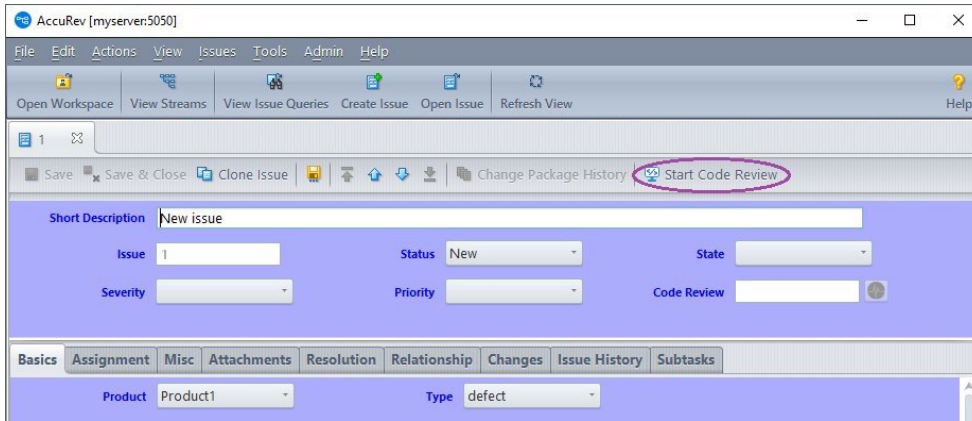 AccuRev [myserver:5050]
File Edit Actions View Issues Tools Admin Help
Open Workspace View Streams View Issue Queries Create Issue Open Issue Refresh View Help
1
Save Save & Close Clone Issue Change Package History Start Code Review
Short Description New issue
Issue 1 Status New State
Severity Priority Code Review
Basics Assignment Misc Attachments Resolution Relationship Changes Issue History Subtasks
Product Product1 Type defect